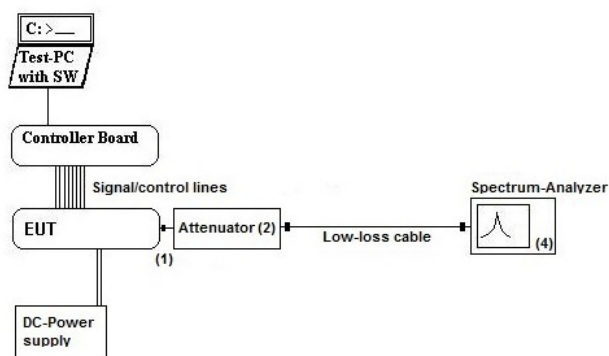 C: >__
Test-PC
with SW
Controller Board
Signal/control lines
Spectrum-Analyzer
EUT
Attenuator (2)
Low-loss cable
(4)
(1)
DC-Power
supply